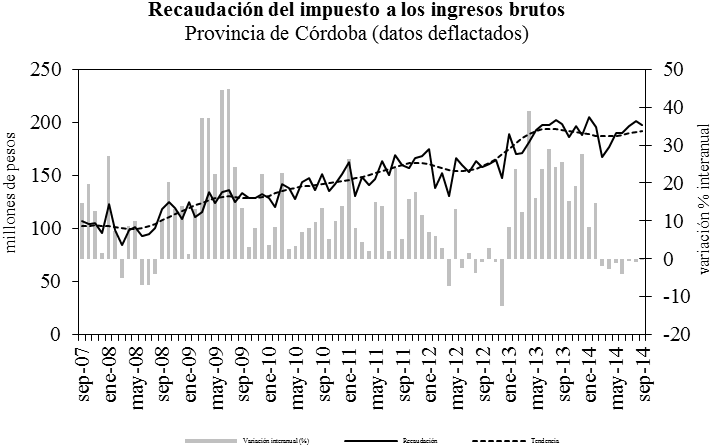 Recaudación del impuesto a los ingresos brutos
Provincia de Córdoba (datos deflactados)
250
200
150
100
50
0
millones de pesos
50
40
30
20
10
0
-10
-20
variación % interanual
sep-07
ene-08
may-08
sep-08
ene-09
may-09
sep-09
ene-10
may-10
sep-10
ene-11
may-11
sep-11
ene-12
may-12
sep-12
ene-13
may-13
sep-13
ene-14
may-14
sep-14
Variación interanual (%)
Recaudación
Tendencia